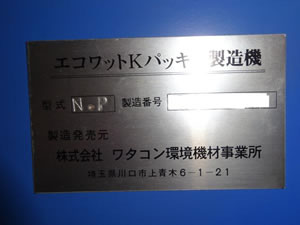 エコワットKパッキ 製造機
型式 N.P 製造番号
製造発売元
株式会社 ワタコン環境機材事業所
埼玉県川口市上青木6-1-21